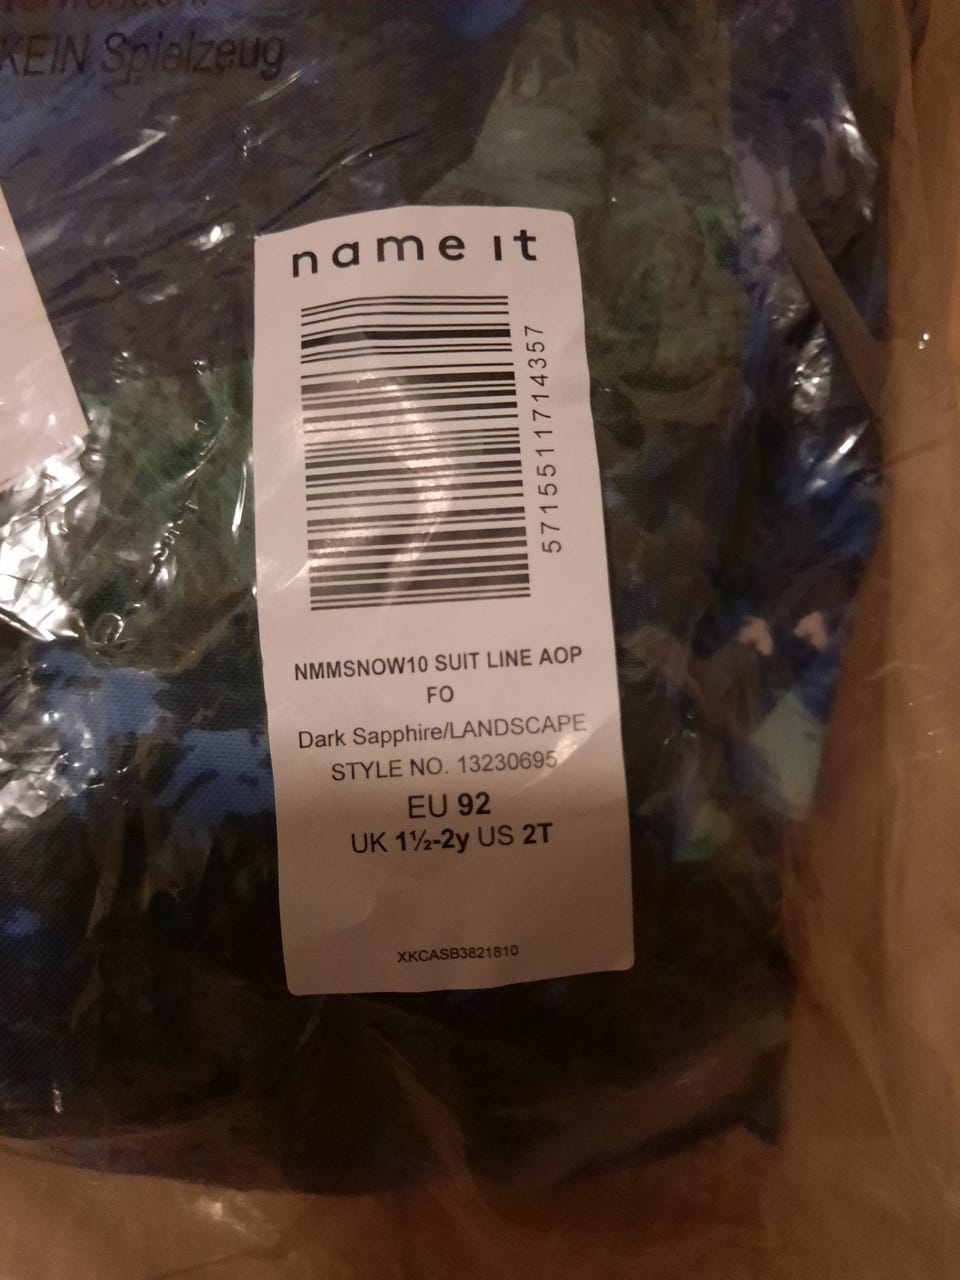 KEIN Spielzeug
name it
5715511714357
NMMSNOW10 SUIT LINE AOP
FO
Dark Sapphire/LANDSCAPE
STYLE NO. 13230695
EU 92
UK 1½-2y US 2T
XKCASB3821810